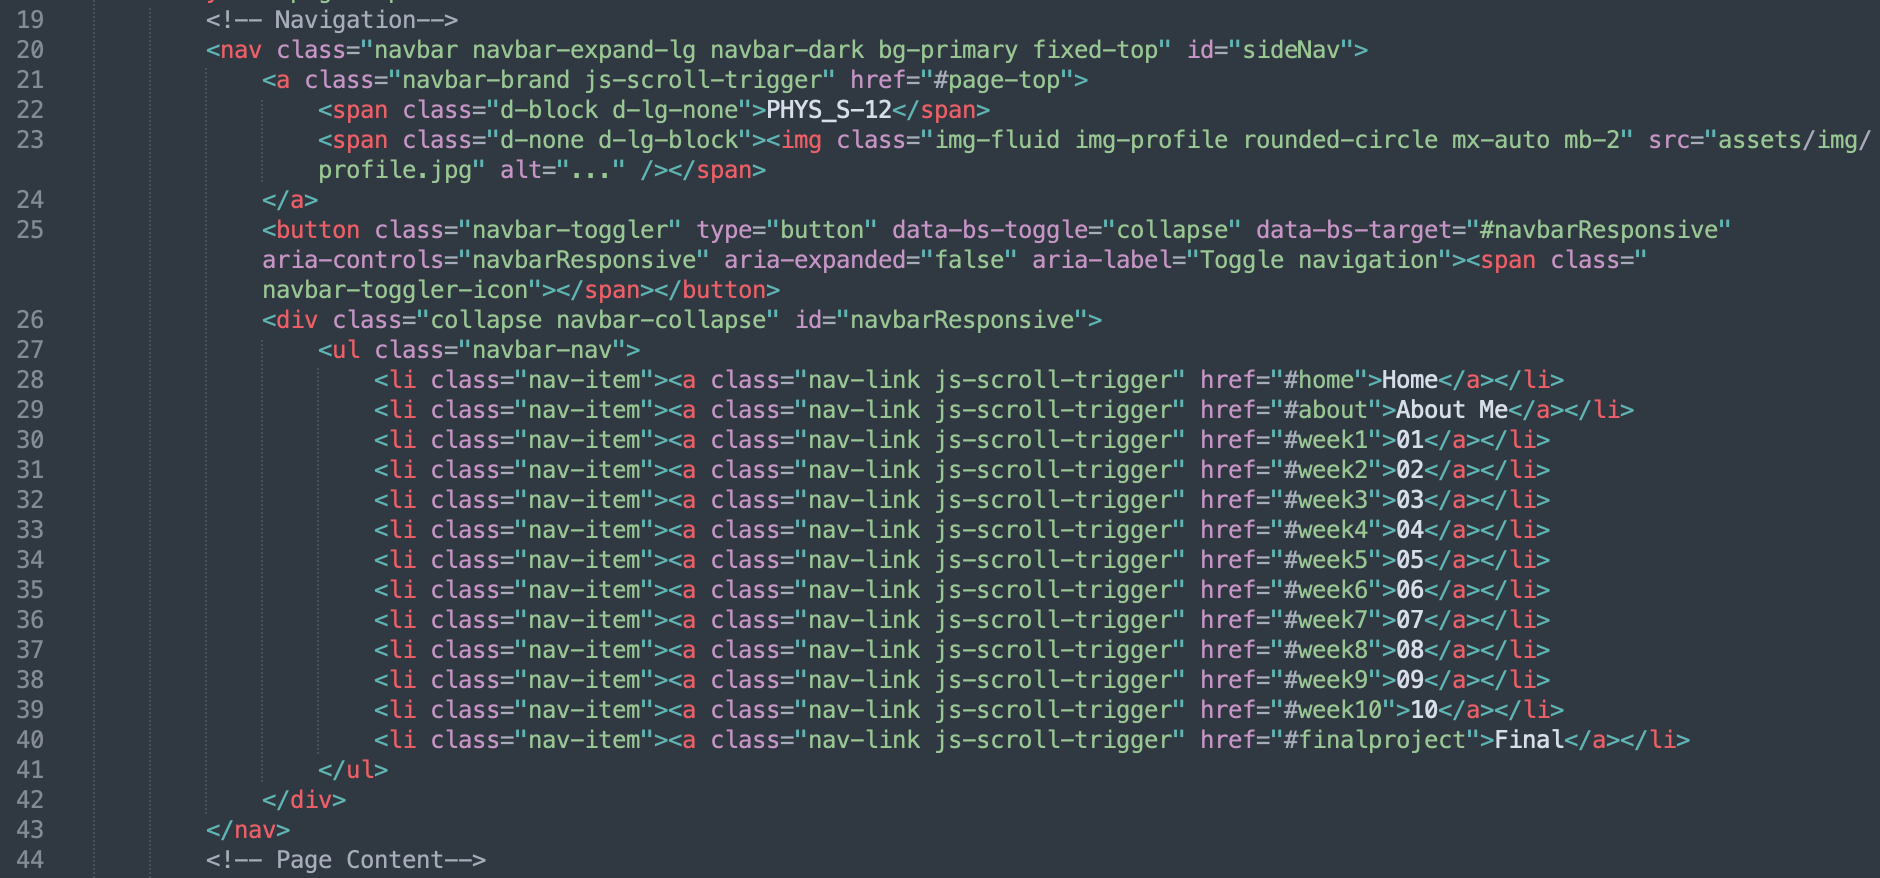 19 <!-- Navigation-->
20 <nav class="navbar navbar-expand-lg navbar-dark bg-primary fixed-top" id="sideNav">
21 <a class="navbar-brand js-scroll-trigger" href="#page-top">
22 <span class="d-block d-lg-none">PHYS_S-12</span>
23 <span class="d-none d-lg-block"><img class="img-fluid img-profile rounded-circle mx-auto mb-2" src="assets/img/
profile.jpg" alt="..." /></span>
24 </a>
25 <button class="navbar-toggler" type="button" data-bs-toggle="collapse" data-bs-target="#navbarResponsive"
aria-controls="navbarResponsive" aria-expanded="false" aria-label="Toggle navigation"><span class="
navbar-toggler-icon"></span></button>
26 <div class="collapse navbar-collapse" id="navbarResponsive">
27 <ul class="navbar-nav">
28 <li class="nav-item"><a class="nav-link js-scroll-trigger" href="#home">Home</a></li>
29 <li class="nav-item"><a class="nav-link js-scroll-trigger" href="#about">About Me</a></li>
30 <li class="nav-item"><a class="nav-link js-scroll-trigger" href="#week1">01</a></li>
31 <li class="nav-item"><a class="nav-link js-scroll-trigger" href="#week2">02</a></li>
32 <li class="nav-item"><a class="nav-link js-scroll-trigger" href="#week3">03</a></li>
33 <li class="nav-item"><a class="nav-link js-scroll-trigger" href="#week4">04</a></li>
34 <li class="nav-item"><a class="nav-link js-scroll-trigger" href="#week5">05</a></li>
35 <li class="nav-item"><a class="nav-link js-scroll-trigger" href="#week6">06</a></li>
36 <li class="nav-item"><a class="nav-link js-scroll-trigger" href="#week7">07</a></li>
37 <li class="nav-item"><a class="nav-link js-scroll-trigger" href="#week8">08</a></li>
38 <li class="nav-item"><a class="nav-link js-scroll-trigger" href="#week9">09</a></li>
39 <li class="nav-item"><a class="nav-link js-scroll-trigger" href="#week10">10</a></li>
40 <li class="nav-item"><a class="nav-link js-scroll-trigger" href="#finalproject">Final</a></li>
41 </ul>
42 </div>
43 </nav>
44 <!-- Page Content-->